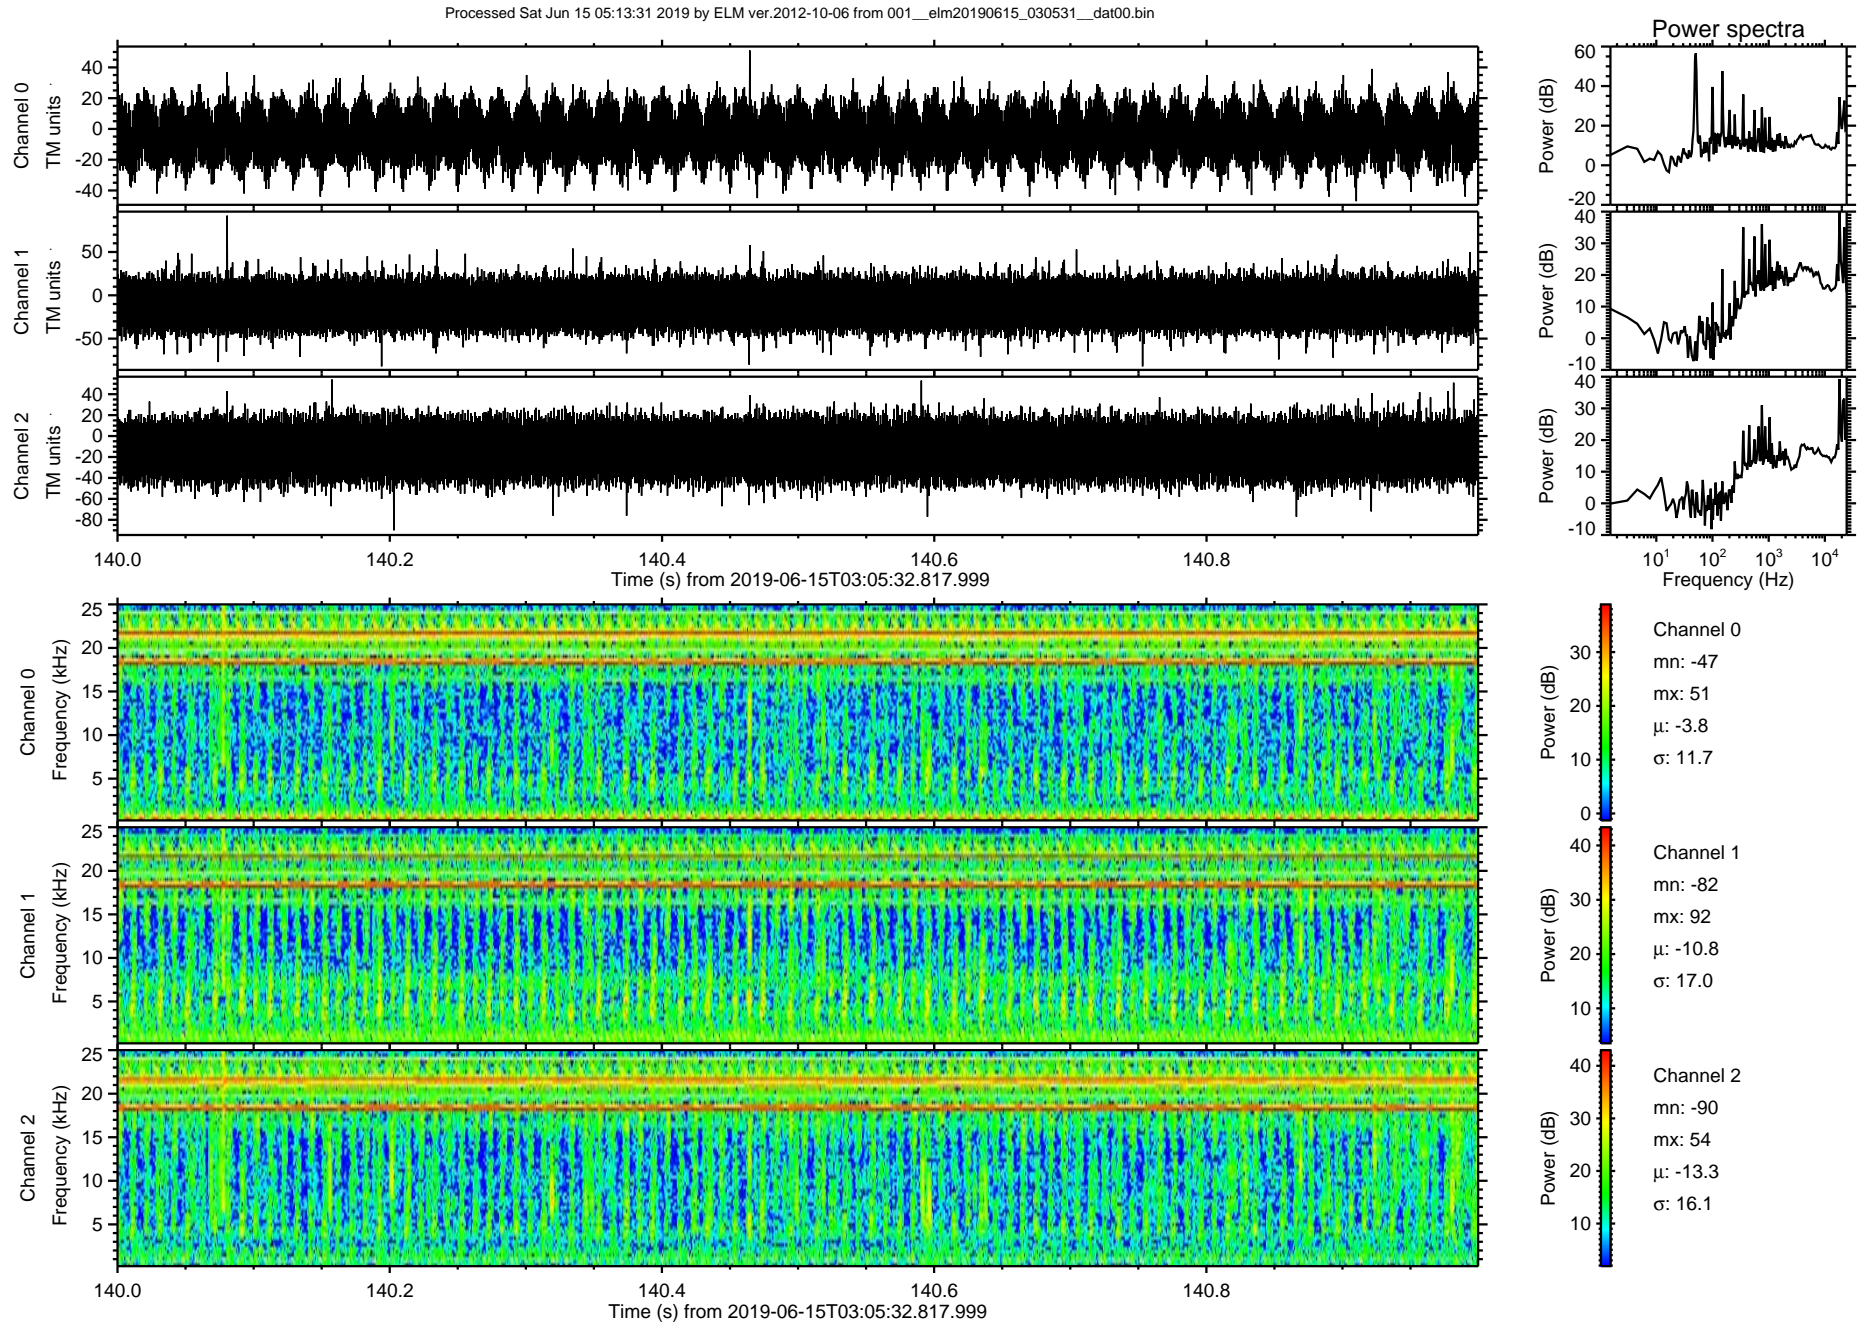 Processed Sat Jun 15 05:13:31 2019 by ELM ver.2012-10-06 from 001__elm20190615_030531__dat00.bin
Power spectra
Channel 0
TM units
40
20
0
-20
-40
Power (dB)
60
40
20
0
-20
Channel 1
TM units
50
0
-50
Power (dB)
40
30
20
10
0
-10
Channel 2
TM units
40
20
0
-20
-40
-60
-80
Power (dB)
40
30
20
10
0
-10
140.0 140.2 140.4 140.6 140.8
Time (s) from 2019-06-15T03:05:32.817.999
10¹ 10² 10³ 10⁴
Frequency (Hz)
Channel 0
Frequency (kHz)
25
20
15
10
5
Power (dB)
30
20
10
0
Channel 0
mn: -47
mx: 51
μ: -3.8
σ: 11.7
Channel 1
Frequency (kHz)
25
20
15
10
5
Power (dB)
40
30
20
10
Channel 1
mn: -82
mx: 92
μ: -10.8
σ: 17.0
Channel 2
Frequency (kHz)
25
20
15
10
5
Power (dB)
40
30
20
10
Channel 2
mn: -90
mx: 54
μ: -13.3
σ: 16.1
140.0 140.2 140.4 140.6 140.8
Time (s) from 2019-06-15T03:05:32.817.999